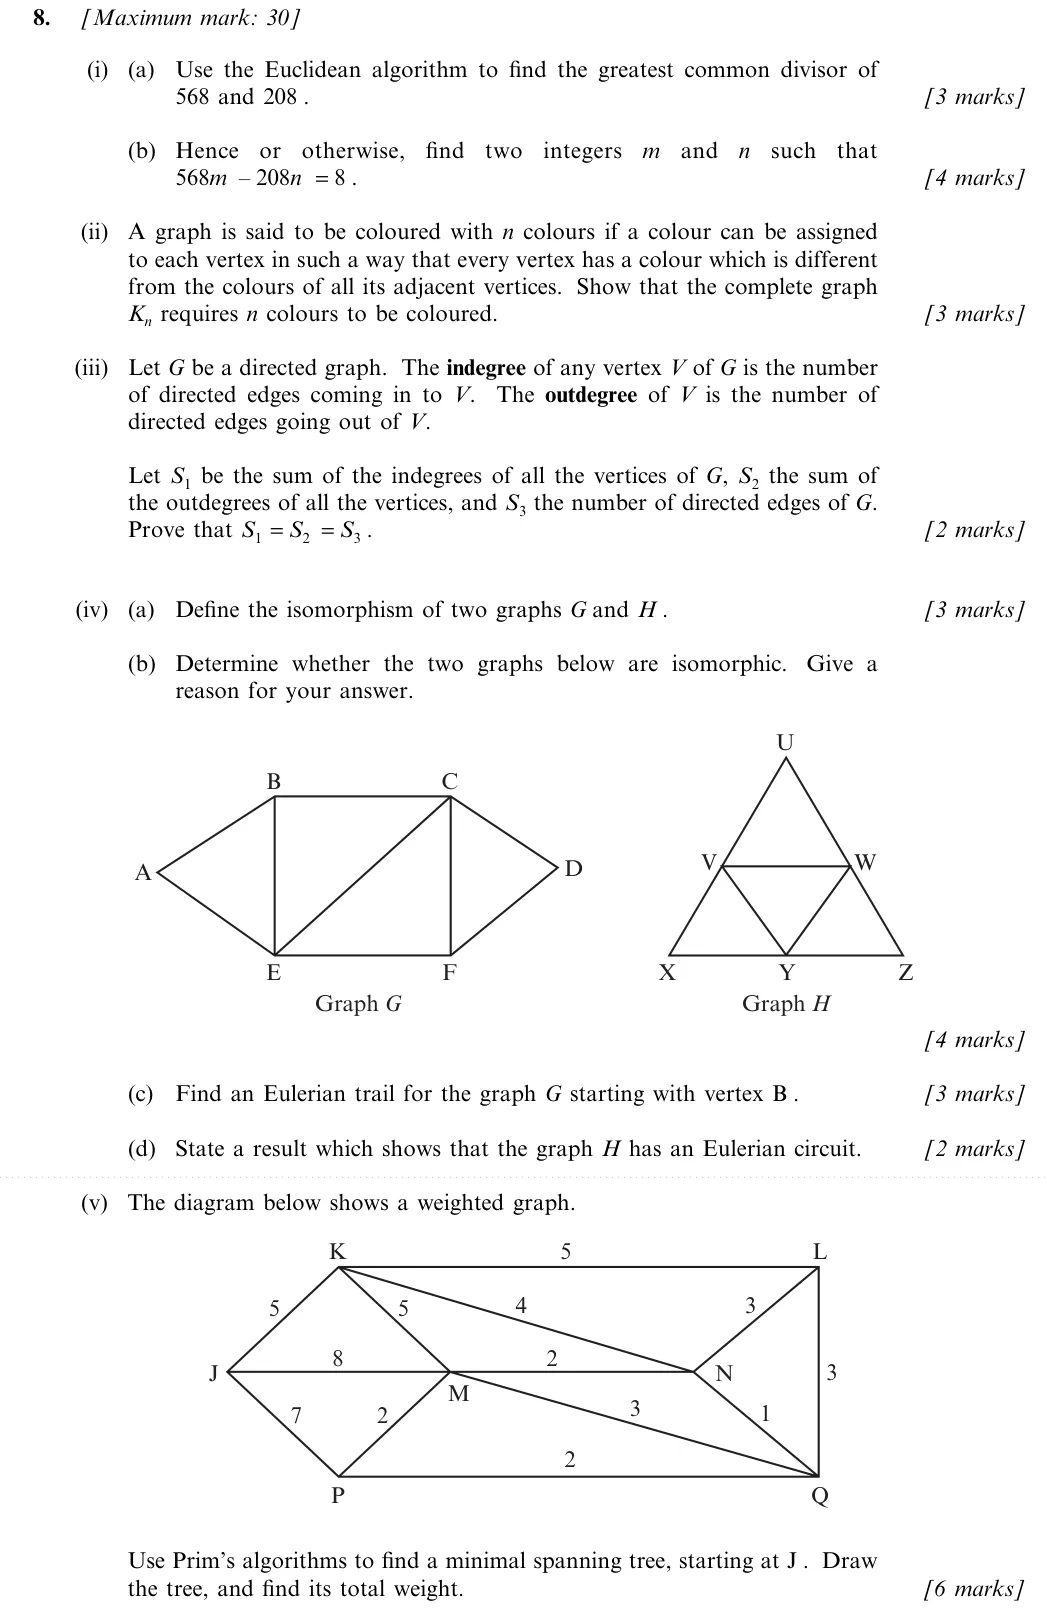 8. [Maximum mark: 30]
(i) (a) Use the Euclidean algorithm to find the greatest common divisor of
568 and 208 . [3 marks]
(b) Hence or otherwise, find two integers m and n such that
568m – 208n = 8 . [4 marks]
(ii) A graph is said to be coloured with n colours if a colour can be assigned
to each vertex in such a way that every vertex has a colour which is different
from the colours of all its adjacent vertices. Show that the complete graph
Kₙ requires n colours to be coloured. [3 marks]
(iii) Let G be a directed graph. The indegree of any vertex V of G is the number
of directed edges coming in to V. The outdegree of V is the number of
directed edges going out of V.
Let S₁ be the sum of the indegrees of all the vertices of G, S₂ the sum of
the outdegrees of all the vertices, and S₃ the number of directed edges of G.
Prove that S₁ = S₂ = S₃ . [2 marks]
(iv) (a) Define the isomorphism of two graphs G and H . [3 marks]
(b) Determine whether the two graphs below are isomorphic. Give a
reason for your answer.
U
B C
V W
A D
E F X Y Z
Graph G Graph H
[4 marks]
(c) Find an Eulerian trail for the graph G starting with vertex B . [3 marks]
(d) State a result which shows that the graph H has an Eulerian circuit. [2 marks]
(v) The diagram below shows a weighted graph.
K 5 L
5 5 4 3
8 2
J N 3
M
7 2 3 1
2
P Q
Use Prim's algorithms to find a minimal spanning tree, starting at J . Draw
the tree, and find its total weight. [6 marks]